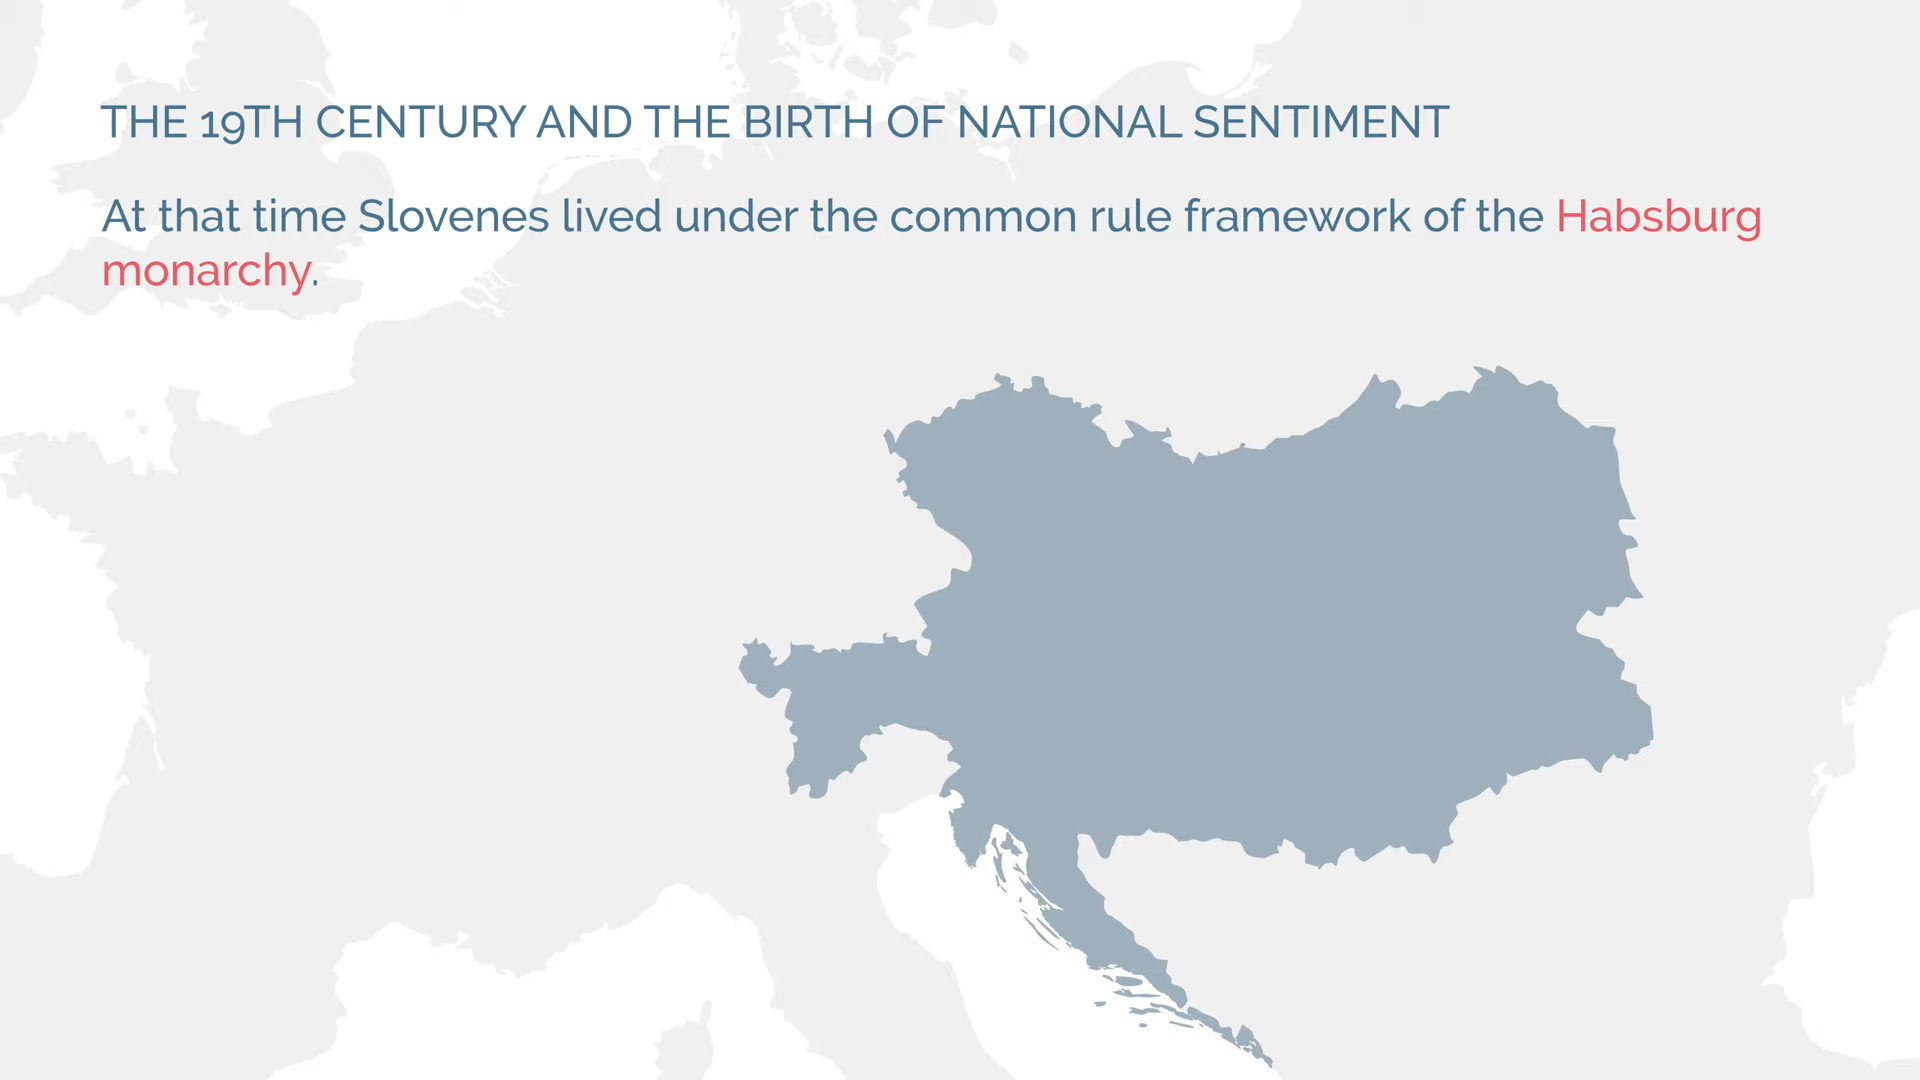 THE 19TH CENTURY AND THE BIRTH OF NATIONAL SENTIMENT
At that time Slovenes lived under the common rule framework of the Habsburg
monarchy.